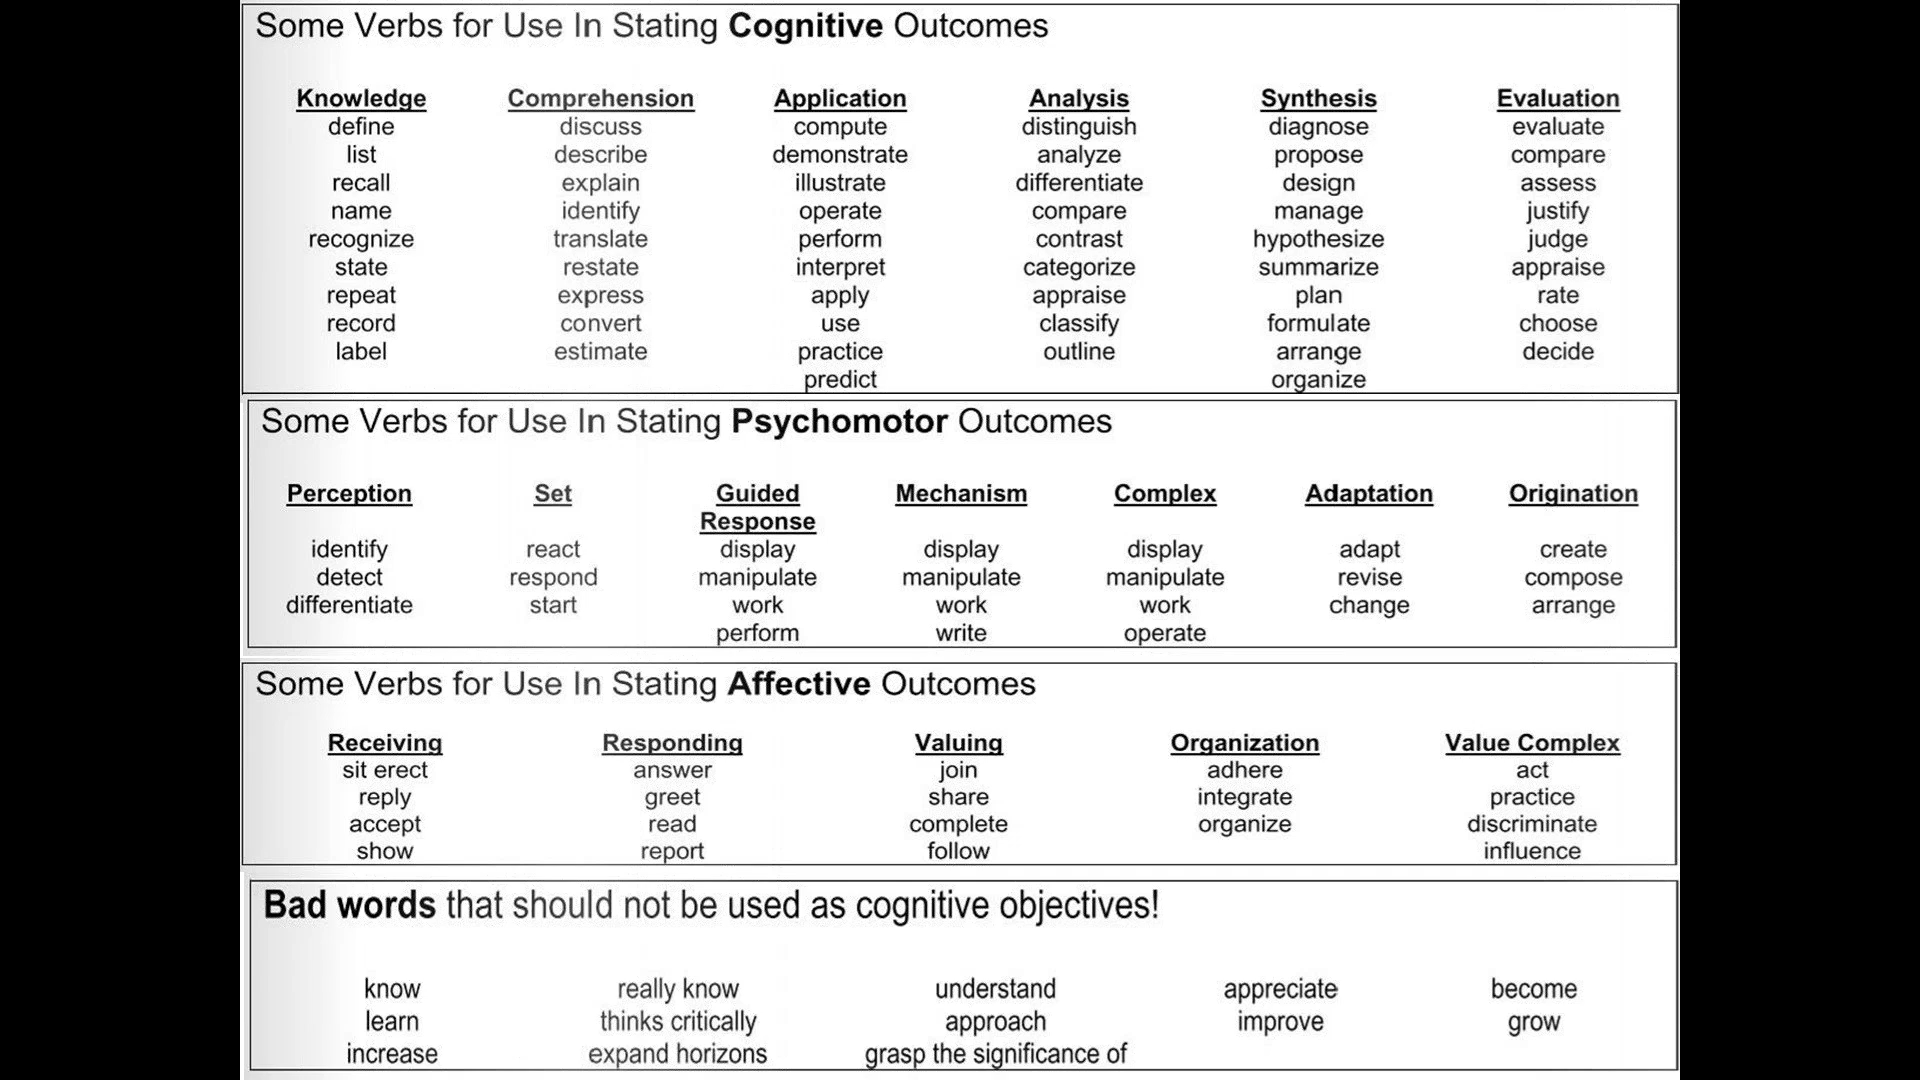 Some Verbs for Use In Stating Cognitive Outcomes
Knowledge Comprehension Application Analysis Synthesis Evaluation
define discuss compute distinguish diagnose evaluate
list describe demonstrate analyze propose compare
recall explain illustrate differentiate design assess
name identify operate compare manage justify
recognize translate perform contrast hypothesize judge
state restate interpret categorize summarize appraise
repeat express apply appraise plan rate
record convert use classify formulate choose
label estimate practice outline arrange decide
predict organize
Some Verbs for Use In Stating Psychomotor Outcomes
Perception Set Guided Mechanism Complex Adaptation Origination
Response
identify react display display display adapt create
detect respond manipulate manipulate manipulate revise compose
differentiate start work work work change arrange
perform write operate
Some Verbs for Use In Stating Affective Outcomes
Receiving Responding Valuing Organization Value Complex
sit erect answer join adhere act
reply greet share integrate practice
accept read complete organize discriminate
show report follow influence
Bad words that should not be used as cognitive objectives!
know really know understand appreciate become
learn thinks critically approach improve grow
increase expand horizons grasp the significance of